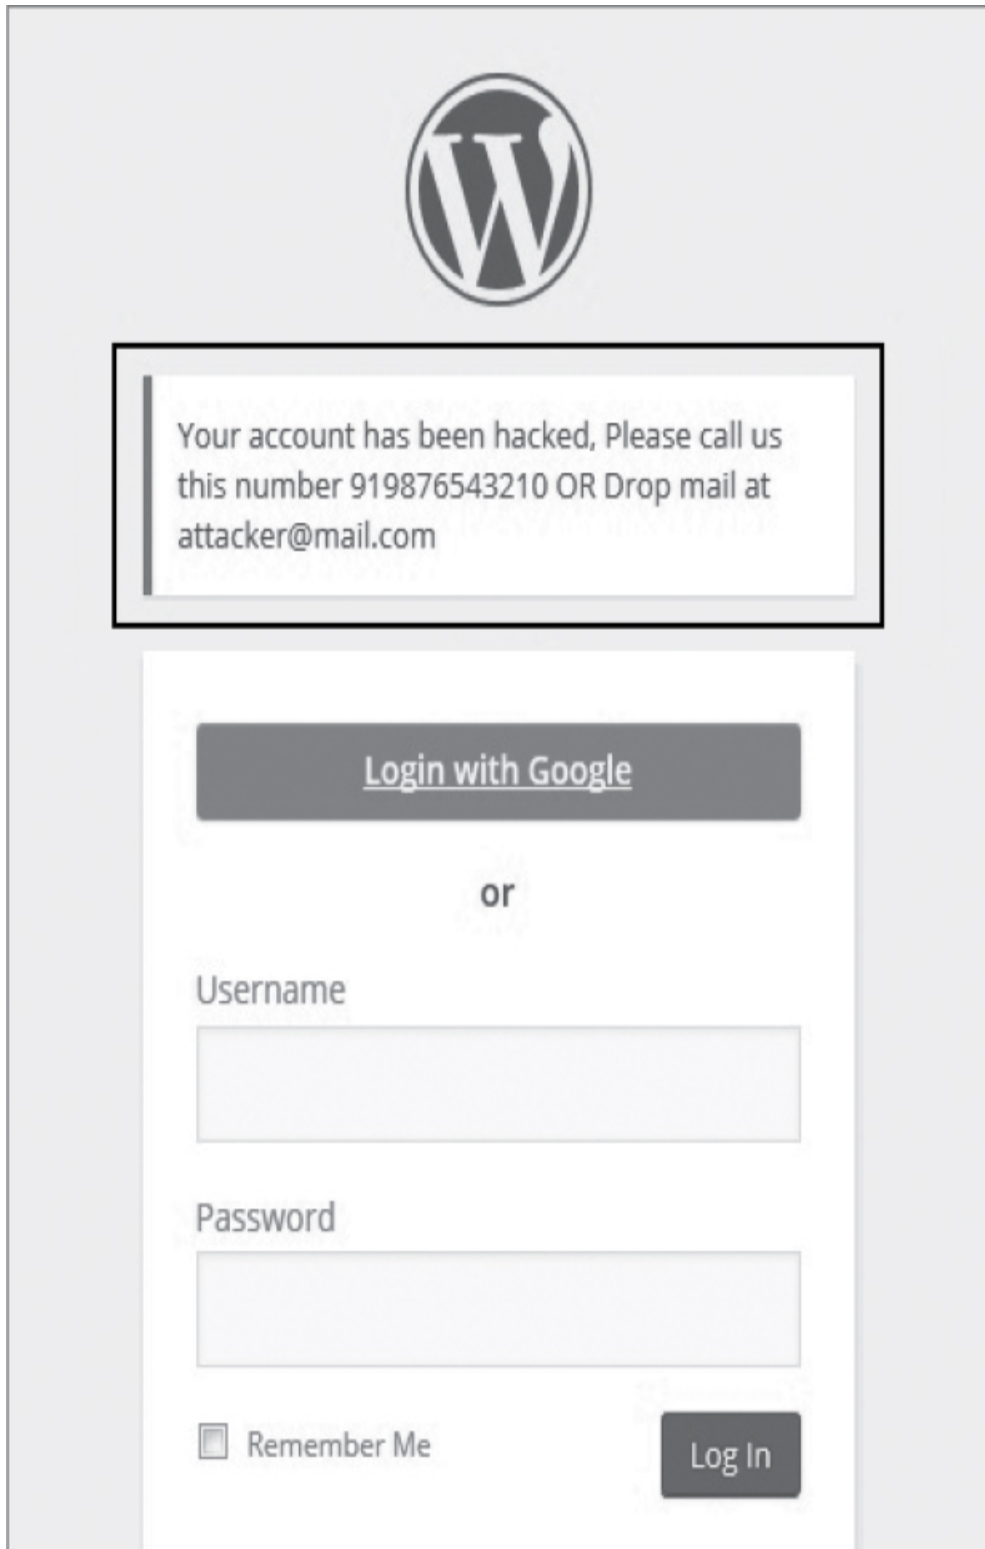 Your account has been hacked, Please call us
this number 919876543210 OR Drop mail at
attacker@mail.com
Login with Google
or
Username
Password
Remember Me
Log In